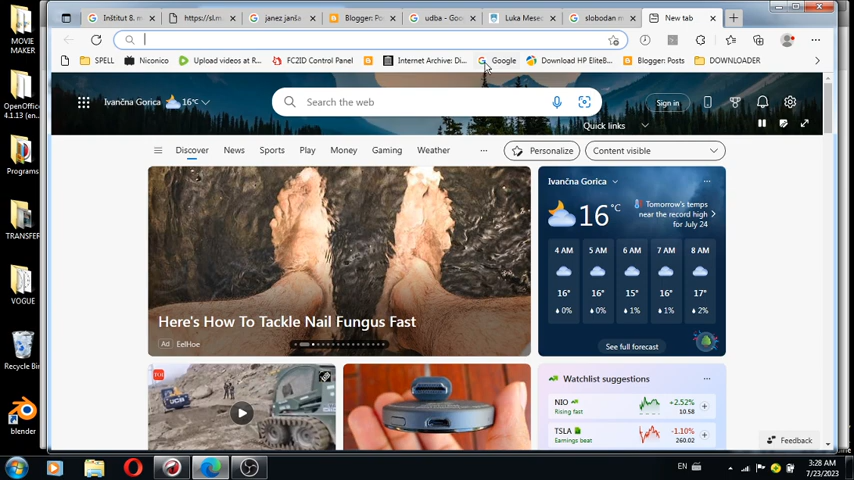 MOVIE
MAKER
OpenOffice
4.1.13 (en...
Programs
TRANSFER
VOGUE
Recycle Bin
blender
Inštitut 8. m
https://sl.m
janez janša
Blogger: Po
udba - Goo
Luka Mesec
slobodan m
New tab
SPELL
Niconico
Upload videos at R...
FC2ID Control Panel
Internet Archive: Di...
Google
Download HP EliteB...
Blogger: Posts
DOWNLOADER
Ivančna Gorica 16°C
Search the web
Sign in
Quick links
Discover News Sports Play Money Gaming Weather ...
Personalize
Content visible
Here's How To Tackle Nail Fungus Fast
Ad EelHoe
Ivančna Gorica
16°C
Tomorrow's temps
near the record high
for July 24
4 AM 5 AM 6 AM 7 AM 8 AM
16° 16° 15° 16° 17°
0% 0% 1% 1% 2%
See full forecast
Watchlist suggestions
NIO +2.52%
Rising fast 10.58
TSLA -1.10%
Earnings beat 260.02
Feedback
EN
3:28 AM
7/23/2023